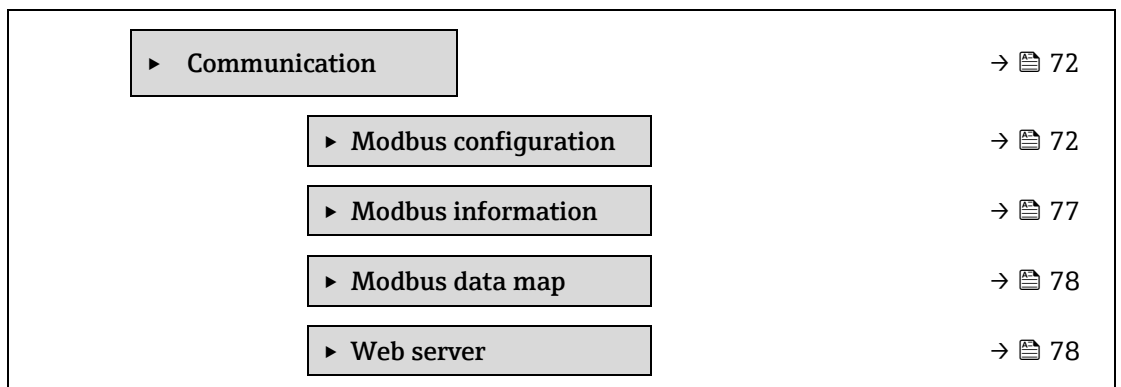 ▸ Communication → 🖹 72
▸ Modbus configuration → 🖹 72
▸ Modbus information → 🖹 77
▸ Modbus data map → 🖹 78
▸ Web server → 🖹 78